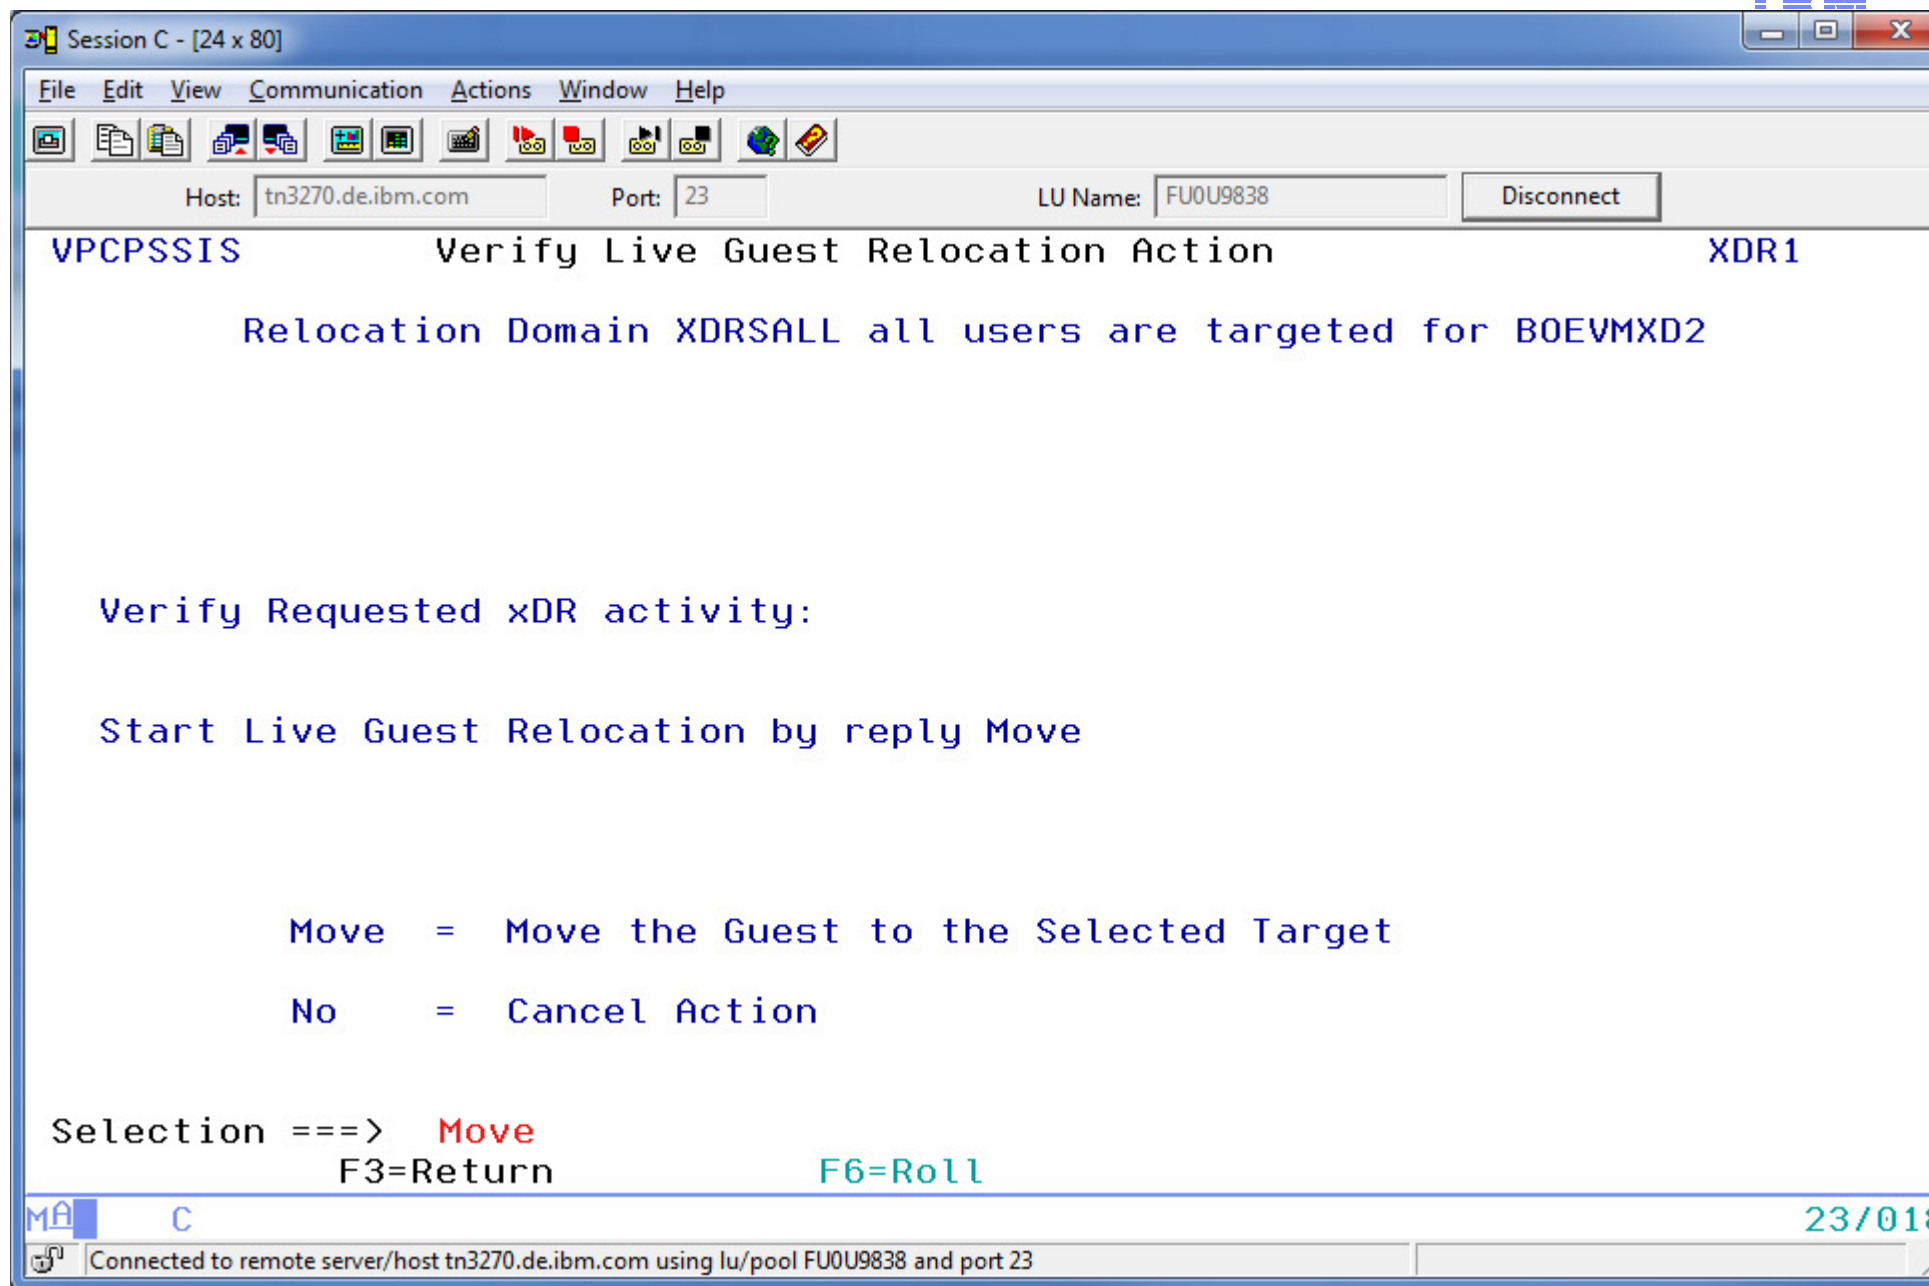 IBM
Session C - [24 x 80]
File Edit View Communication Actions Window Help
Host: tn3270.de.ibm.com Port: 23 LU Name: FU0U9838 Disconnect
VPCPSSIS Verify Live Guest Relocation Action XDR1
Relocation Domain XDRSALL all users are targeted for BOEVMXD2
Verify Requested xDR activity:
Start Live Guest Relocation by reply Move
Move = Move the Guest to the Selected Target
No = Cancel Action
Selection ===> Move
F3=Return F6=Roll
MA C 23/018
Connected to remote server/host tn3270.de.ibm.com using lu/pool FU0U9838 and port 23